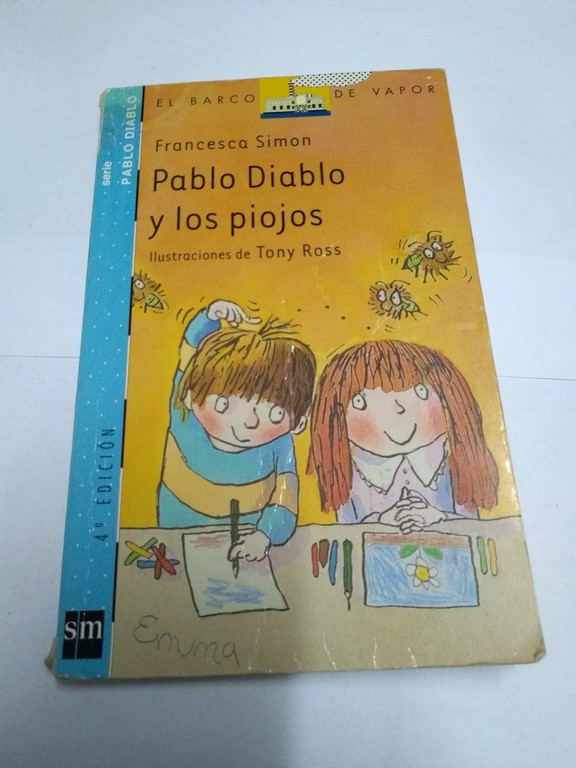 EL BARCO DE VAPOR
Francesca Simon
Pablo Diablo
y los piojos
Ilustraciones de Tony Ross
serie
PABLO DIABLO
4ª EDICIÓN
sm
Emma